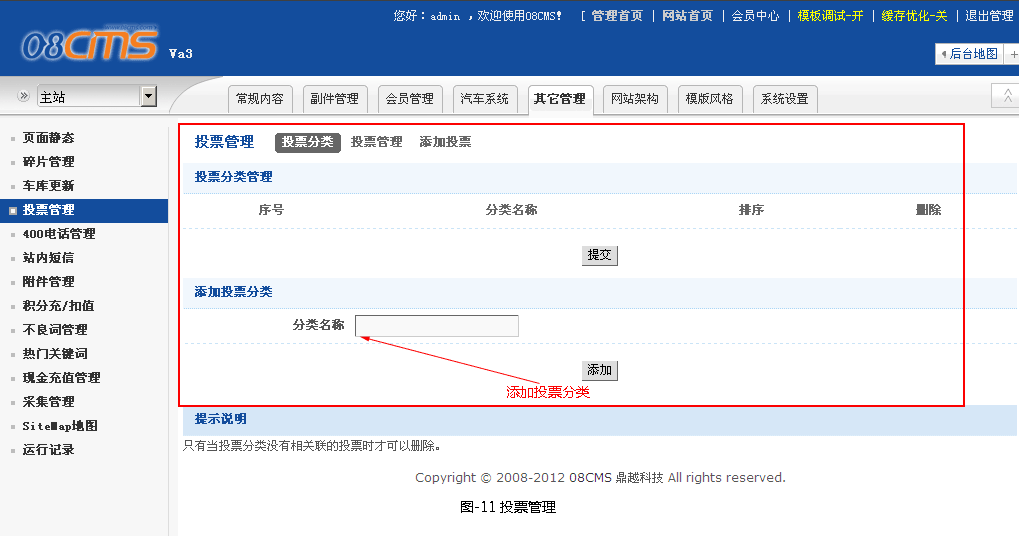 您好：admin ，欢迎使用08CMS! [ 管理首页 | 网站首页 | 会员中心 | 模板调试-开 | 缓存优化-关 | 退出管理
08CMS Va3
后台地图 +
主站
常规内容 副件管理 会员管理 汽车系统 其它管理 网站架构 模版风格 系统设置
页面静态
碎片管理
车库更新
投票管理
400电话管理
站内短信
附件管理
积分充/扣值
不良词管理
热门关键词
现金充值管理
采集管理
SiteMap地图
运行记录
投票管理 投票分类 投票管理 添加投票
投票分类管理
序号 分类名称 排序 删除
提交
添加投票分类
分类名称
添加
添加投票分类
提示说明
只有当投票分类没有相关联的投票时才可以删除。
Copyright © 2008-2012 08CMS 鼎越科技 All rights reserved.
图-11 投票管理